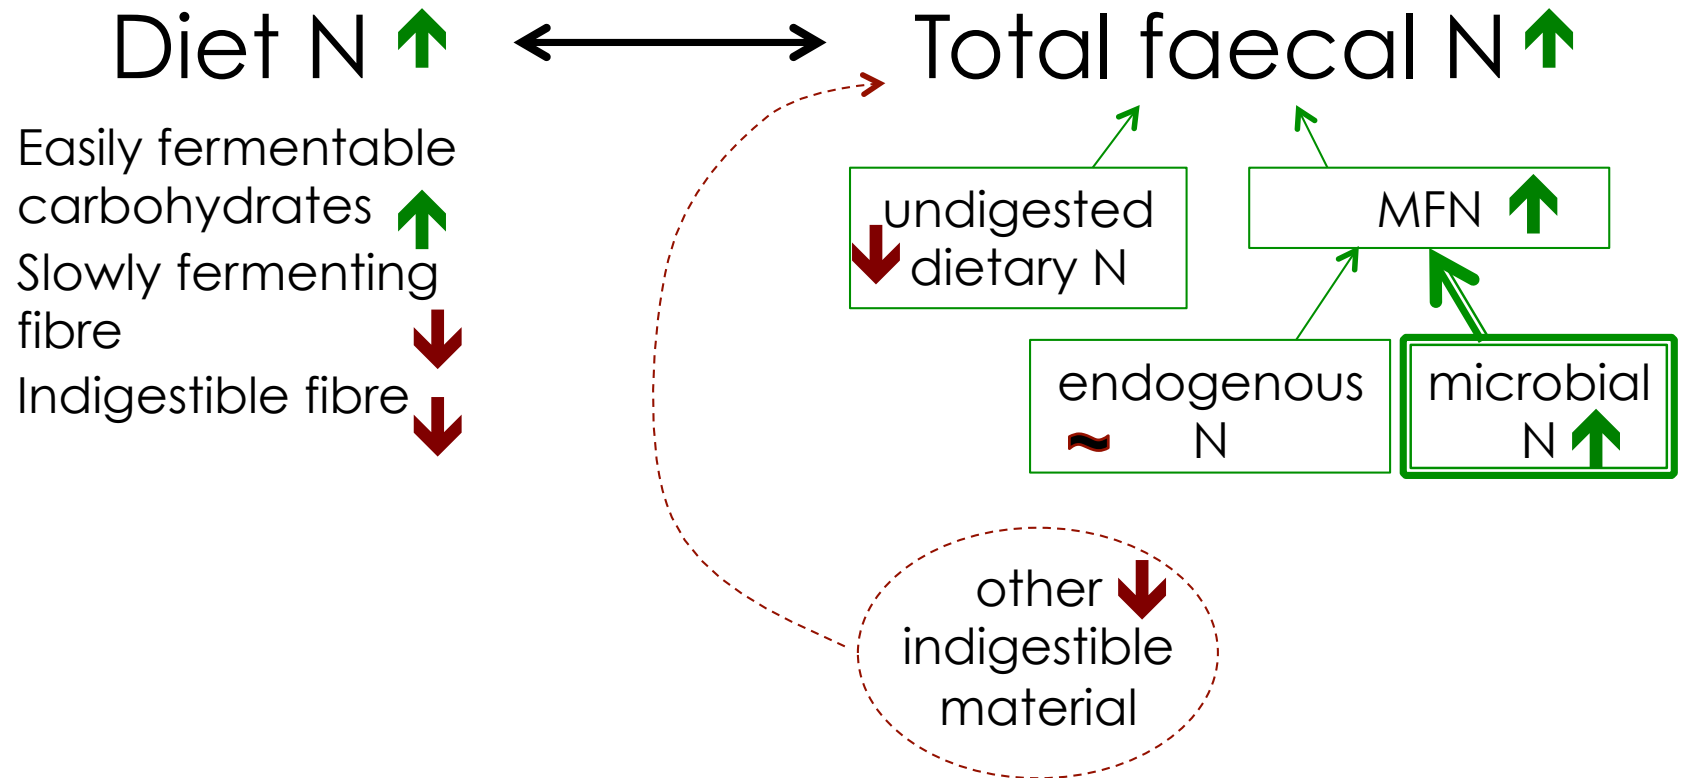 Diet N
Total faecal N
Easily fermentable
carbohydrates
Slowly fermenting
fibre
Indigestible fibre
undigested
dietary N
MFN
endogenous
~ N
microbial
N
other
indigestible
material